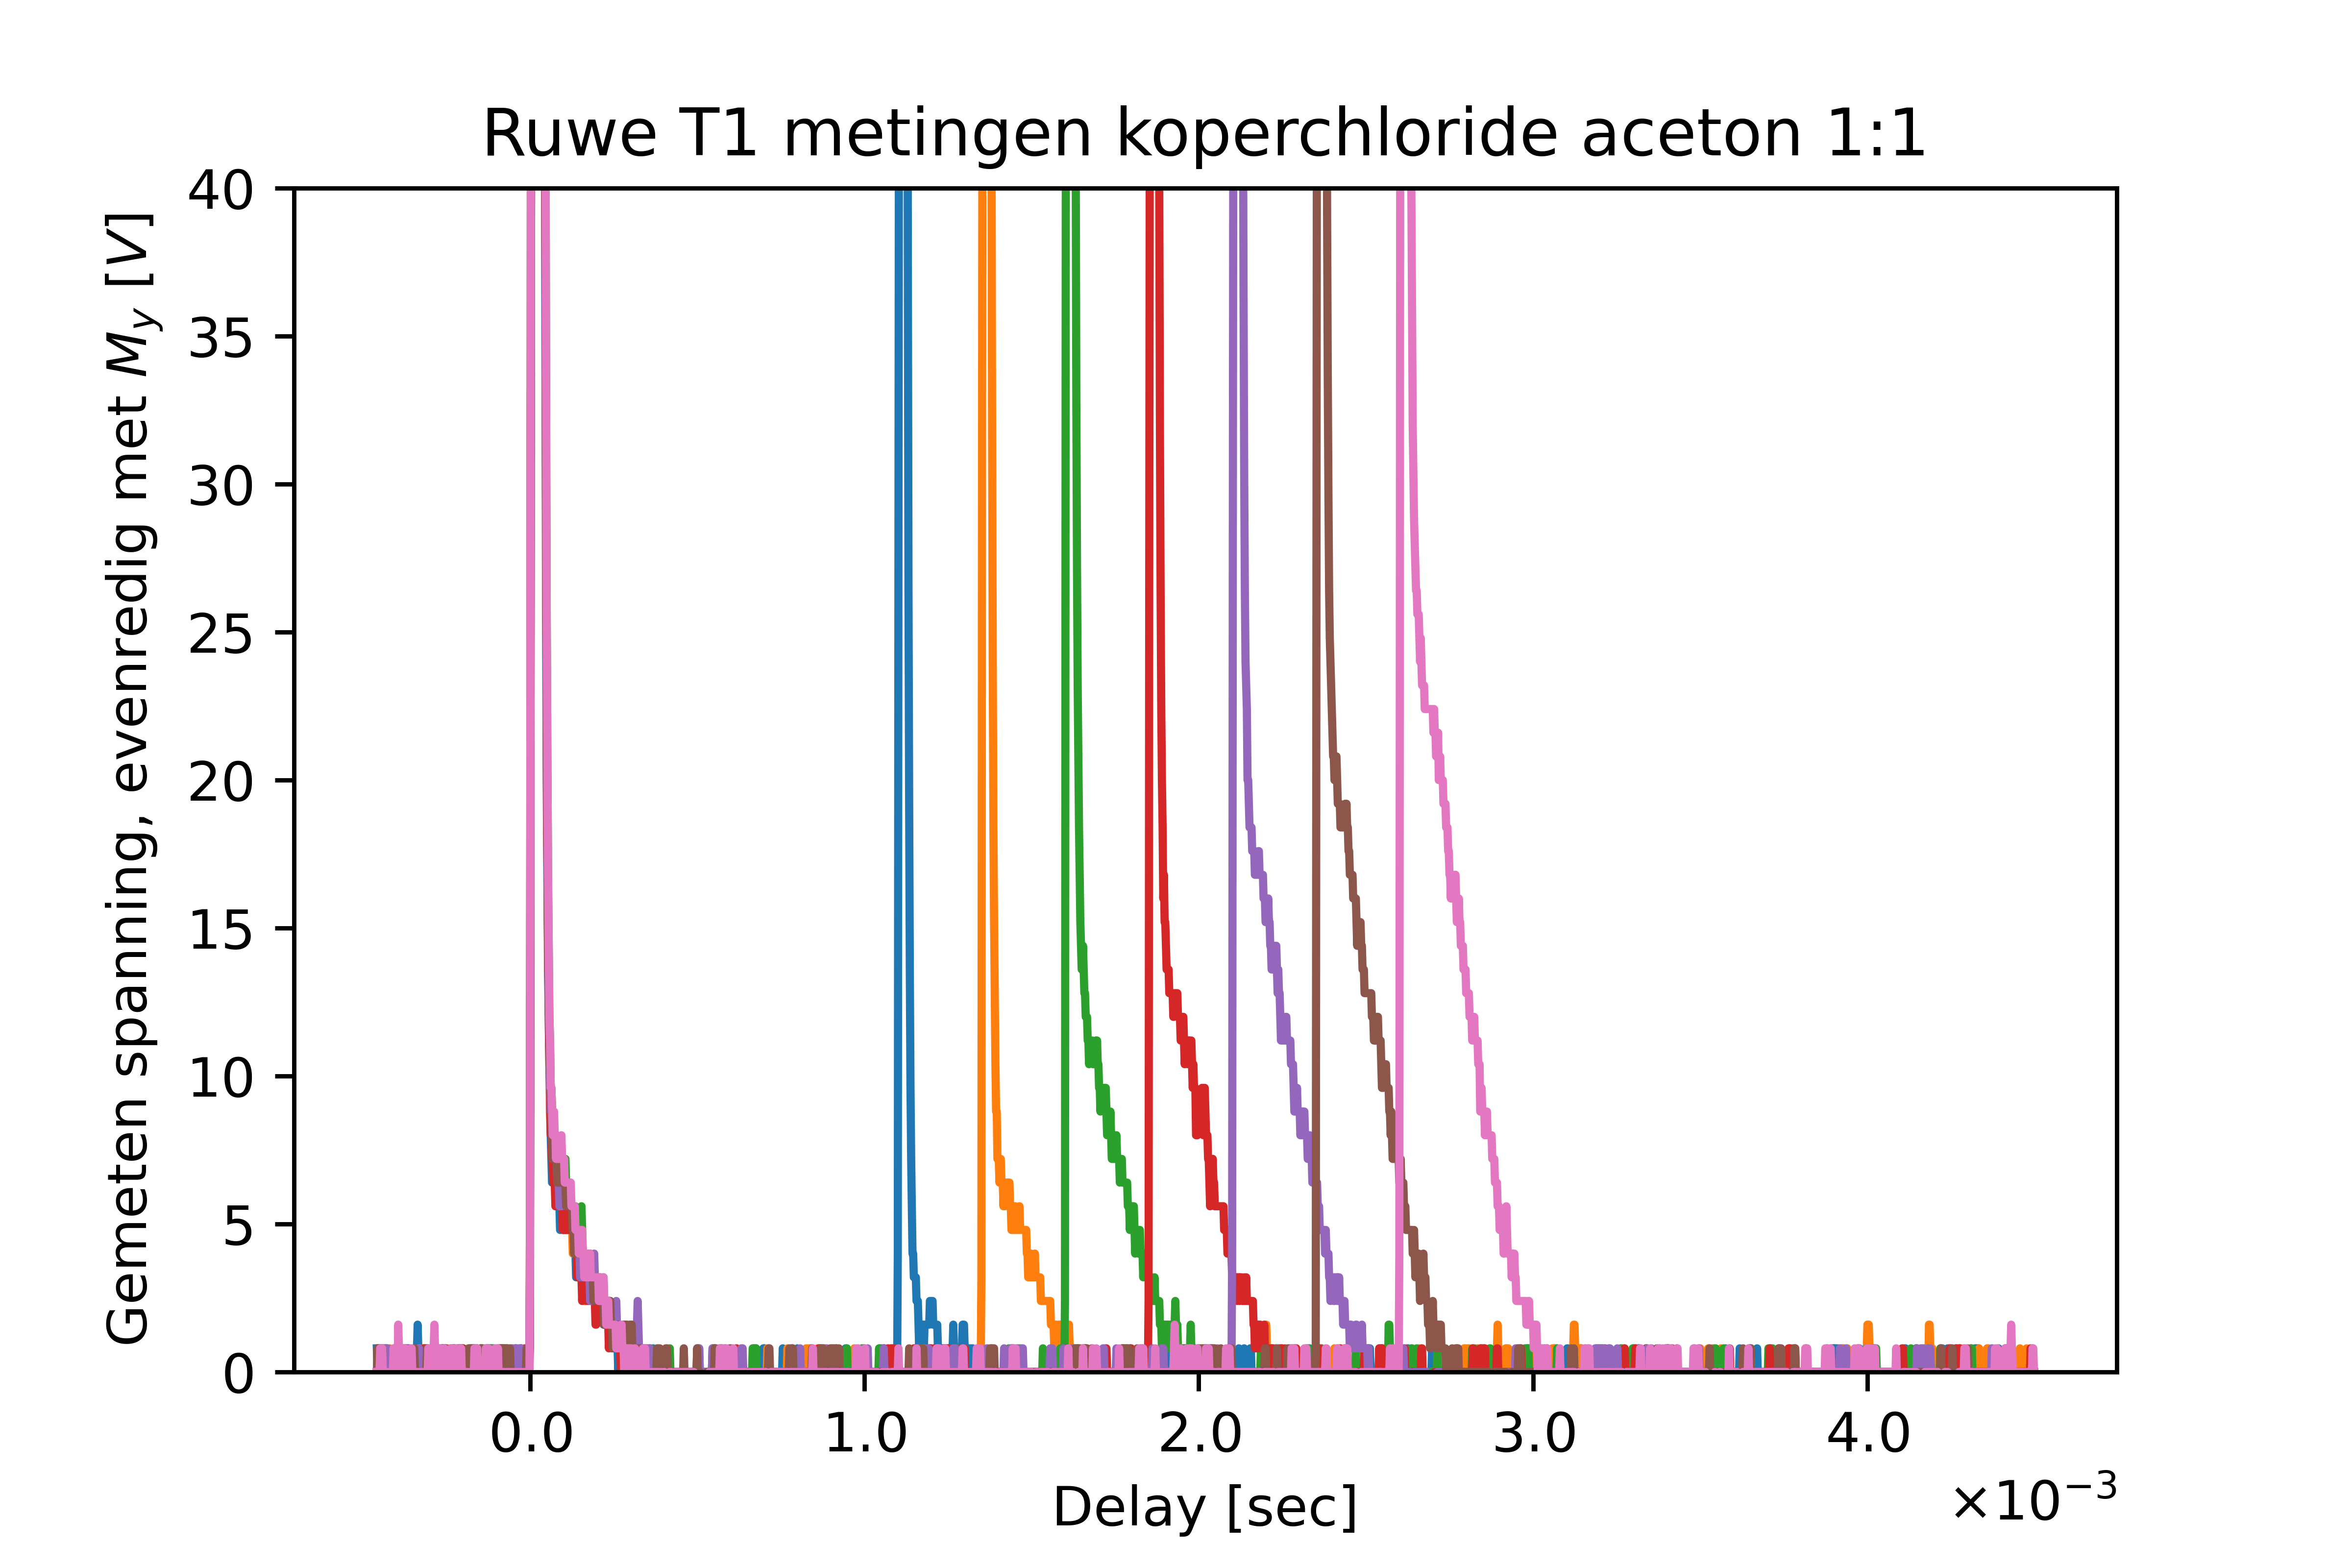 Ruwe T1 metingen koperchloride aceton 1:1
Gemeten spanning, evenredig met M_y [V]
40
35
30
25
20
15
10
5
0
0.0 1.0 2.0 3.0 4.0
Delay [sec]
×10⁻³